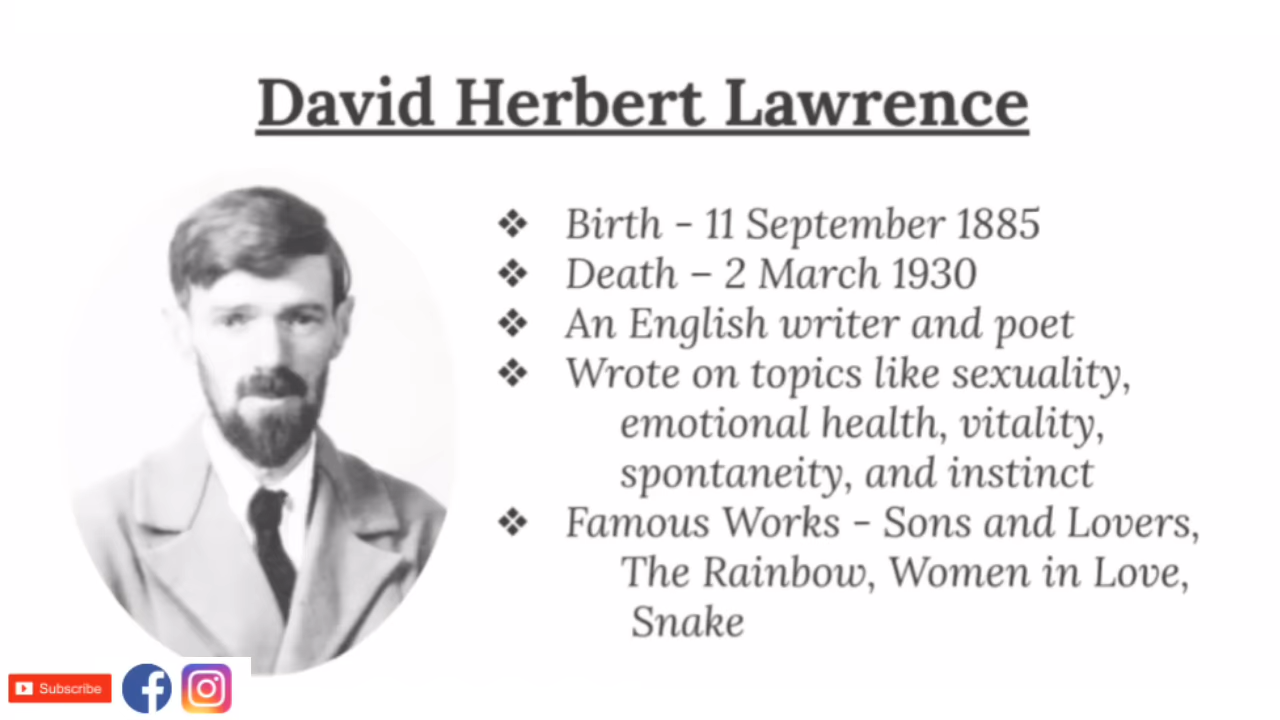 David Herbert Lawrence
❖ Birth - 11 September 1885
❖ Death – 2 March 1930
❖ An English writer and poet
❖ Wrote on topics like sexuality,
emotional health, vitality,
spontaneity, and instinct
❖ Famous Works - Sons and Lovers,
The Rainbow, Women in Love,
Snake
Subscribe